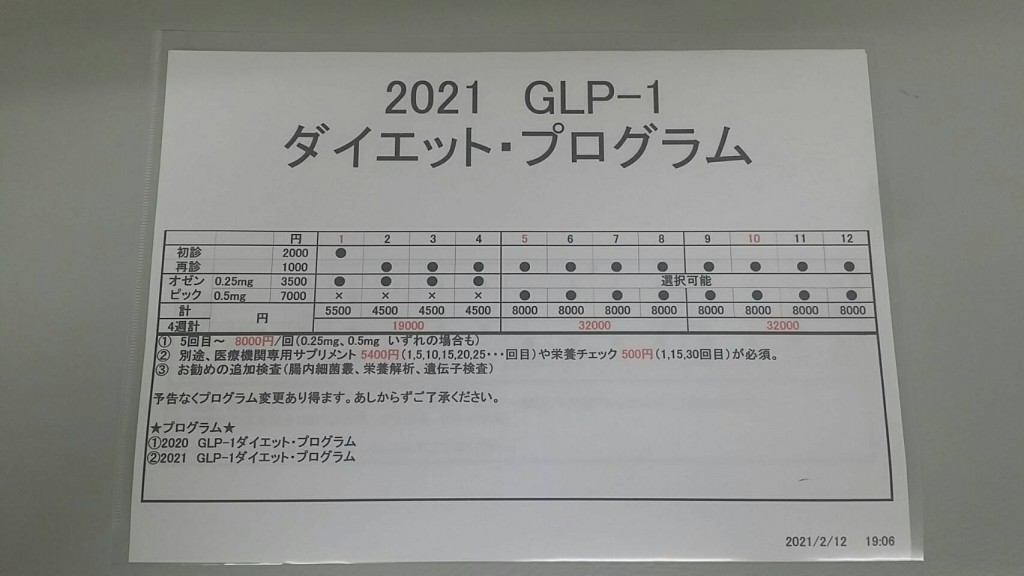 2021 GLP-1
ダイエット・プログラム
円 1 2 3 4 5 6 7 8 9 10 11 12
初診 2000 ●
再診 1000 ● ● ● ● ● ● ● ● ● ● ●
オゼン 0.25mg 3500 ● ● ● ● 選択可能
ピック 0.5mg 7000 × × × × ● ● ● ● ● ● ● ●
計 円 5500 4500 4500 4500 8000 8000 8000 8000 8000 8000 8000 8000
4週計 19000 32000 32000
① 5回目～ 8000円/回(0.25mg、0.5mg いずれの場合も)
② 別途、医療機関専用サプリメント 5400円(1,5,10,15,20,25・・・回目)や栄養チェック 500円(1,15,30回目)が必須。
③ お勧めの追加検査(腸内細菌叢、栄養解析、遺伝子検査)
予告なくプログラム変更あり得ます。あしからずご了承ください。
★プログラム★
①2020 GLP-1ダイエット・プログラム
②2021 GLP-1ダイエット・プログラム
2021/2/12 19:06